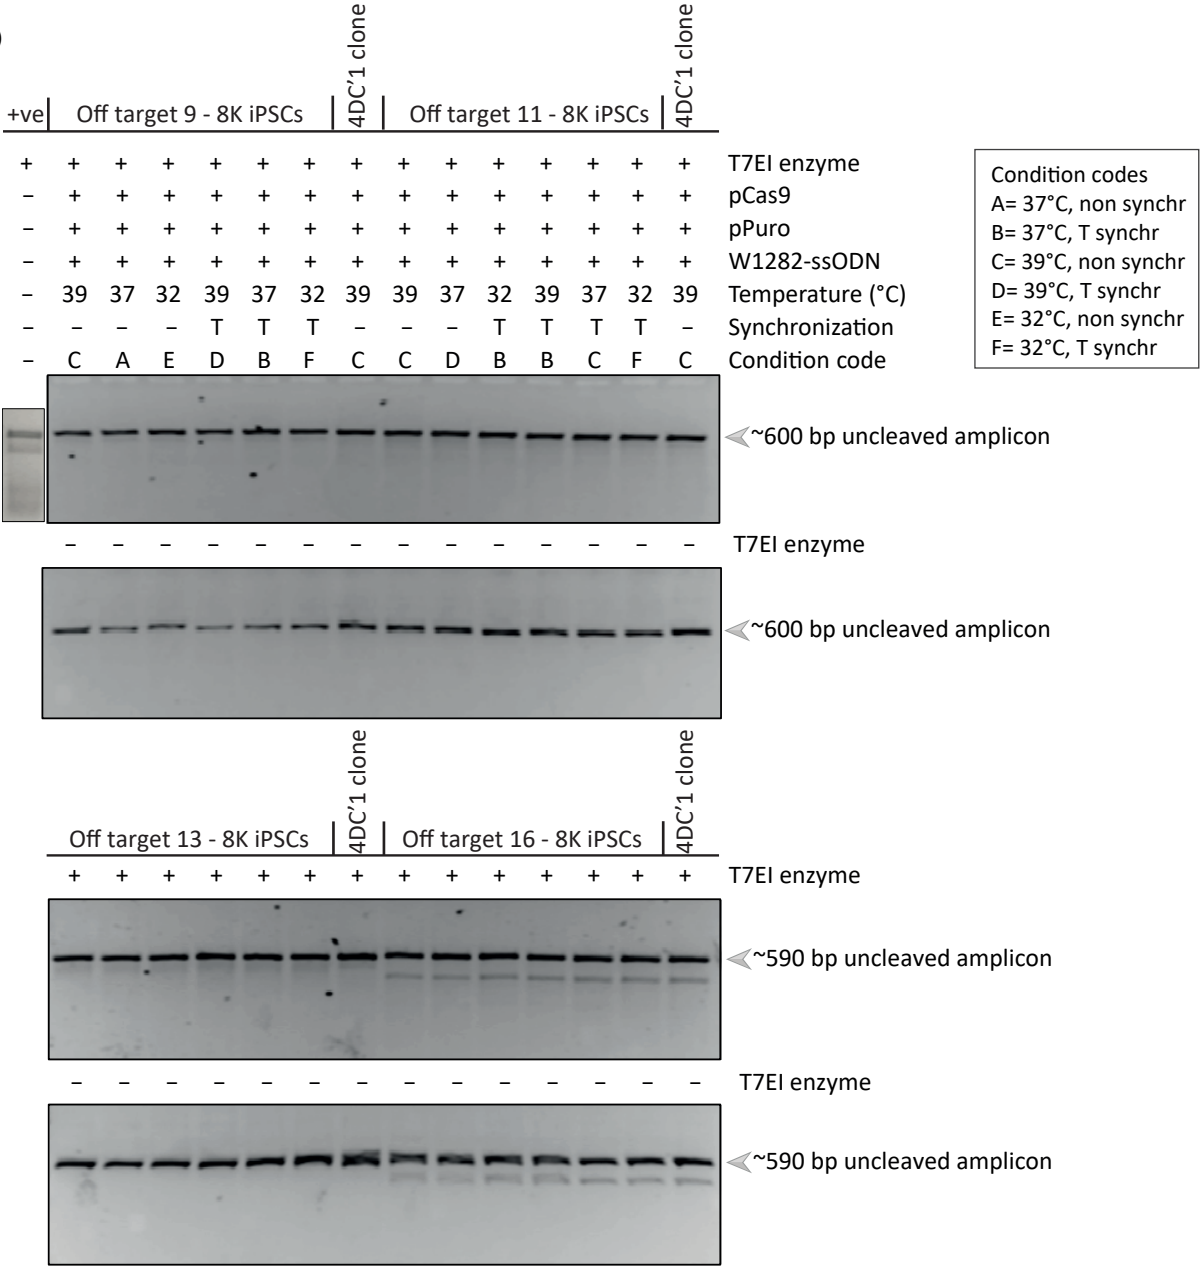 )
4DC'1 clone
4DC'1 clone
+ve Off target 9 - 8K iPSCs Off target 11 - 8K iPSCs
+ + + + + + + + + + + + + + + T7EI enzyme
− + + + + + + + + + + + + + + pCas9
− + + + + + + + + + + + + + + pPuro
− + + + + + + + + + + + + + + W1282-ssODN
− 39 37 32 39 37 32 39 39 37 32 39 37 32 39 Temperature (°C)
− − − − T T T − − − T T T T − Synchronization
− C A E D B F C C D B B C F C Condition code
Condition codes
A= 37°C, non synchr
B= 37°C, T synchr
C= 39°C, non synchr
D= 39°C, T synchr
E= 32°C, non synchr
F= 32°C, T synchr
~600 bp uncleaved amplicon
− − − − − − − − − − − − − − T7EI enzyme
~600 bp uncleaved amplicon
4DC'1 clone
4DC'1 clone
Off target 13 - 8K iPSCs Off target 16 - 8K iPSCs
+ + + + + + + + + + + + + + T7EI enzyme
~590 bp uncleaved amplicon
− − − − − − − − − − − − − − T7EI enzyme
~590 bp uncleaved amplicon